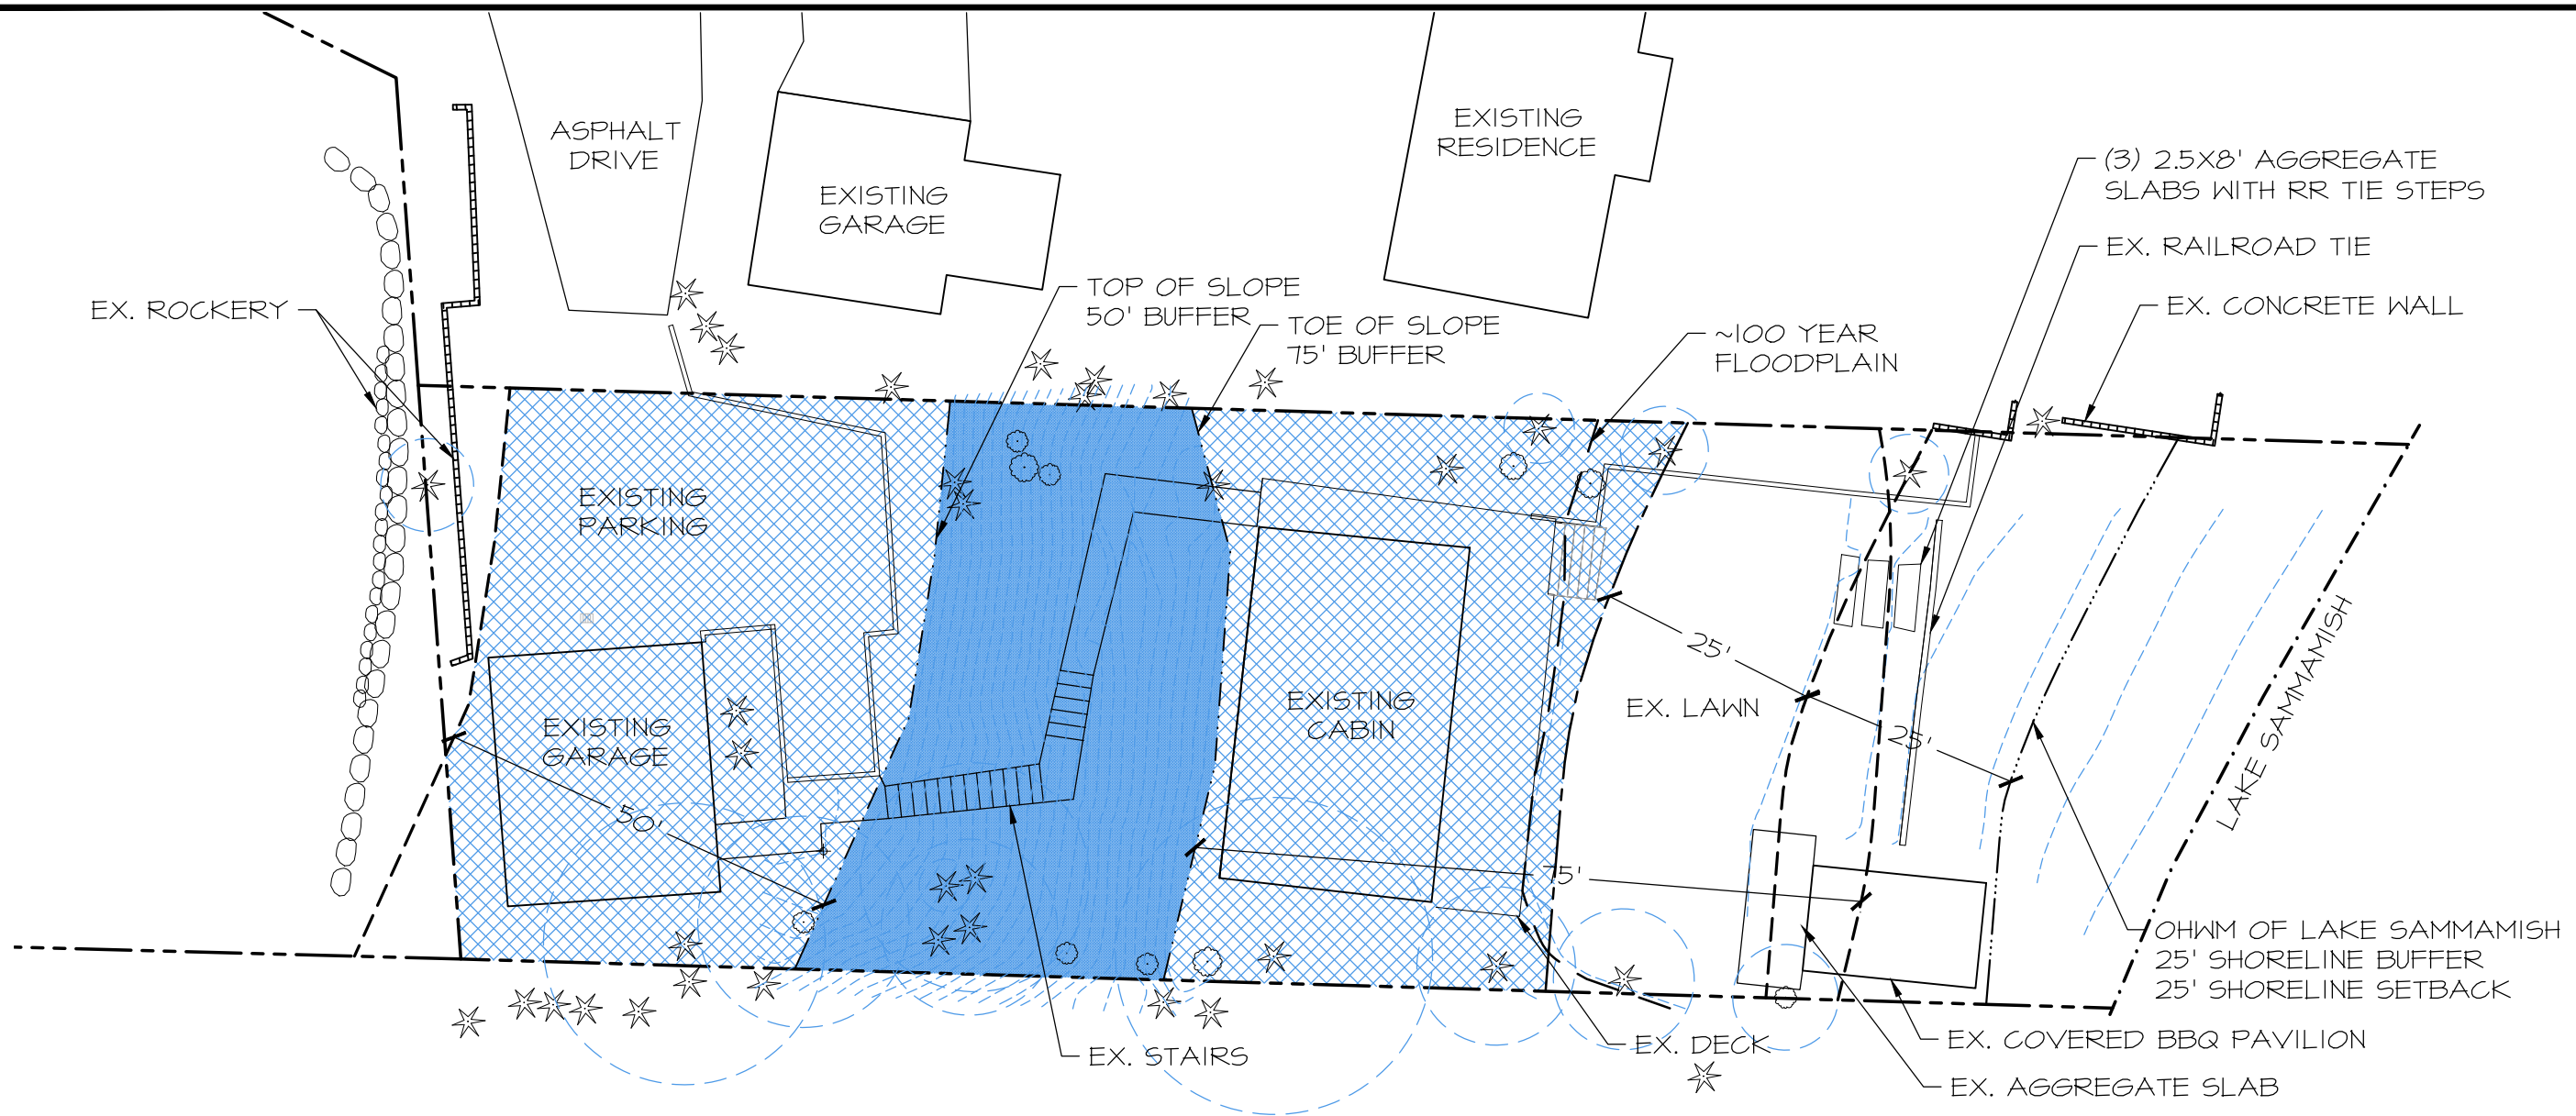 ASPHALT
DRIVE
EXISTING
GARAGE
EXISTING
RESIDENCE
(3) 2.5X8' AGGREGATE
SLABS WITH RR TIE STEPS
EX. RAILROAD TIE
EX. CONCRETE WALL
EX. ROCKERY
TOP OF SLOPE
50' BUFFER
TOE OF SLOPE
75' BUFFER
~100 YEAR
FLOODPLAIN
EXISTING
PARKING
EXISTING
GARAGE
50'
EXISTING
CABIN
25'
EX. LAWN
25'
75'
LAKE SAMMAMISH
OHWM OF LAKE SAMMAMISH
25' SHORELINE BUFFER
25' SHORELINE SETBACK
EX. STAIRS
EX. DECK
EX. COVERED BBQ PAVILION
EX. AGGREGATE SLAB